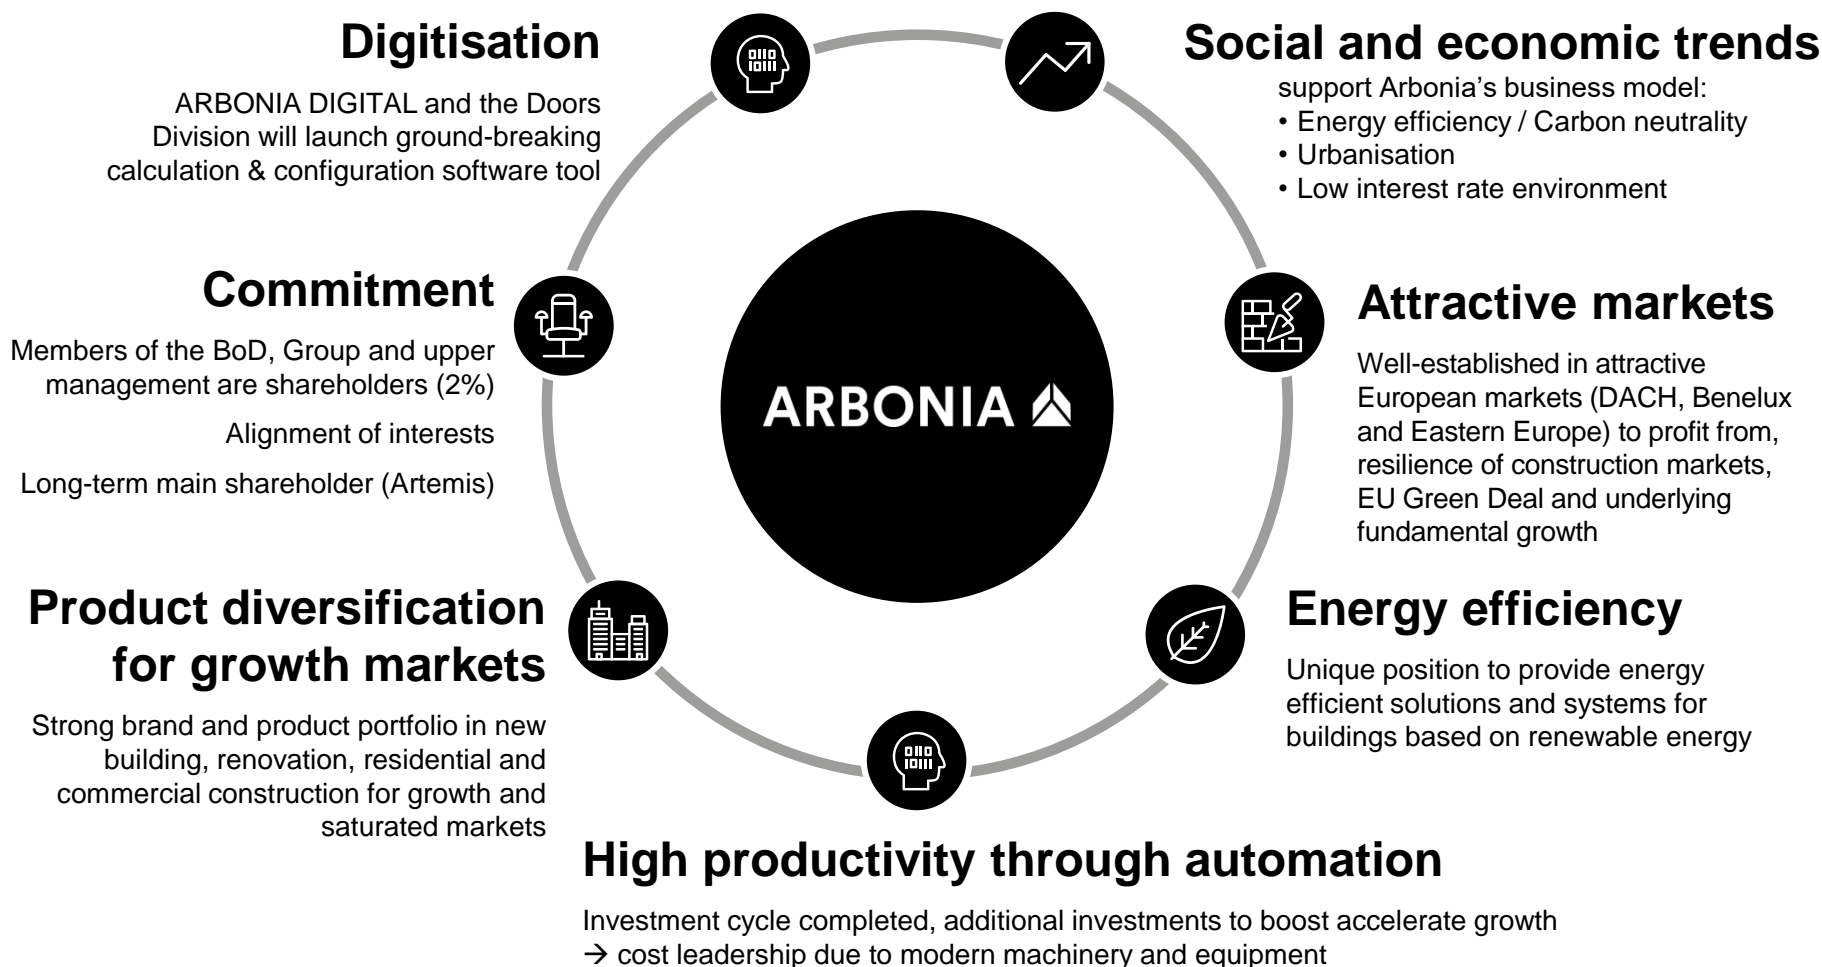 Digitisation
ARBONIA DIGITAL and the Doors
Division will launch ground-breaking
calculation & configuration software tool
Social and economic trends
support Arbonia's business model:
• Energy efficiency / Carbon neutrality
• Urbanisation
• Low interest rate environment
Commitment
Members of the BoD, Group and upper
management are shareholders (2%)
Alignment of interests
Long-term main shareholder (Artemis)
ARBONIA
Attractive markets
Well-established in attractive
European markets (DACH, Benelux
and Eastern Europe) to profit from,
resilience of construction markets,
EU Green Deal and underlying
fundamental growth
Product diversification
for growth markets
Strong brand and product portfolio in new
building, renovation, residential and
commercial construction for growth and
saturated markets
Energy efficiency
Unique position to provide energy
efficient solutions and systems for
buildings based on renewable energy
High productivity through automation
Investment cycle completed, additional investments to boost accelerate growth
→ cost leadership due to modern machinery and equipment